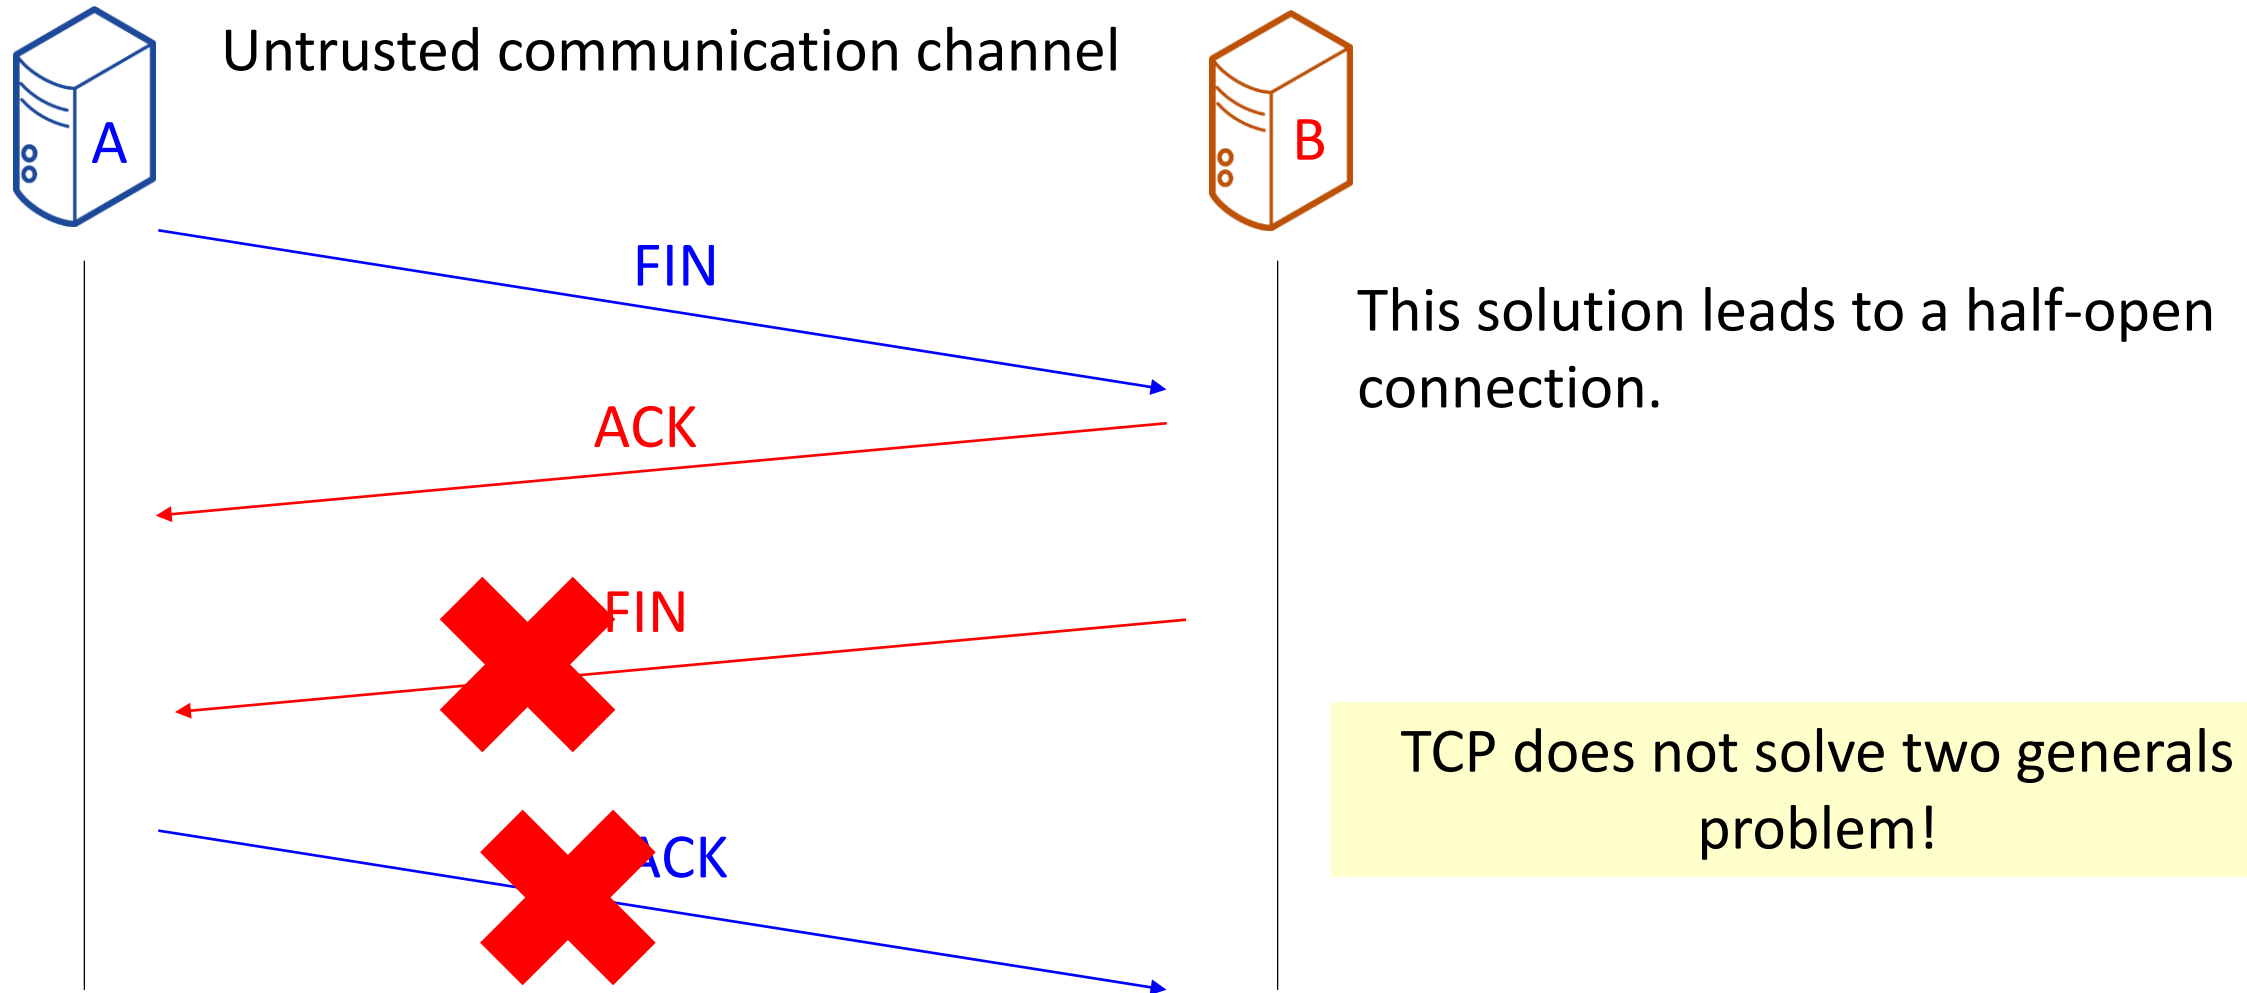 Untrusted communication channel
A
B
FIN
This solution leads to a half-open
connection.
ACK
FIN
TCP does not solve two generals
problem!
ACK